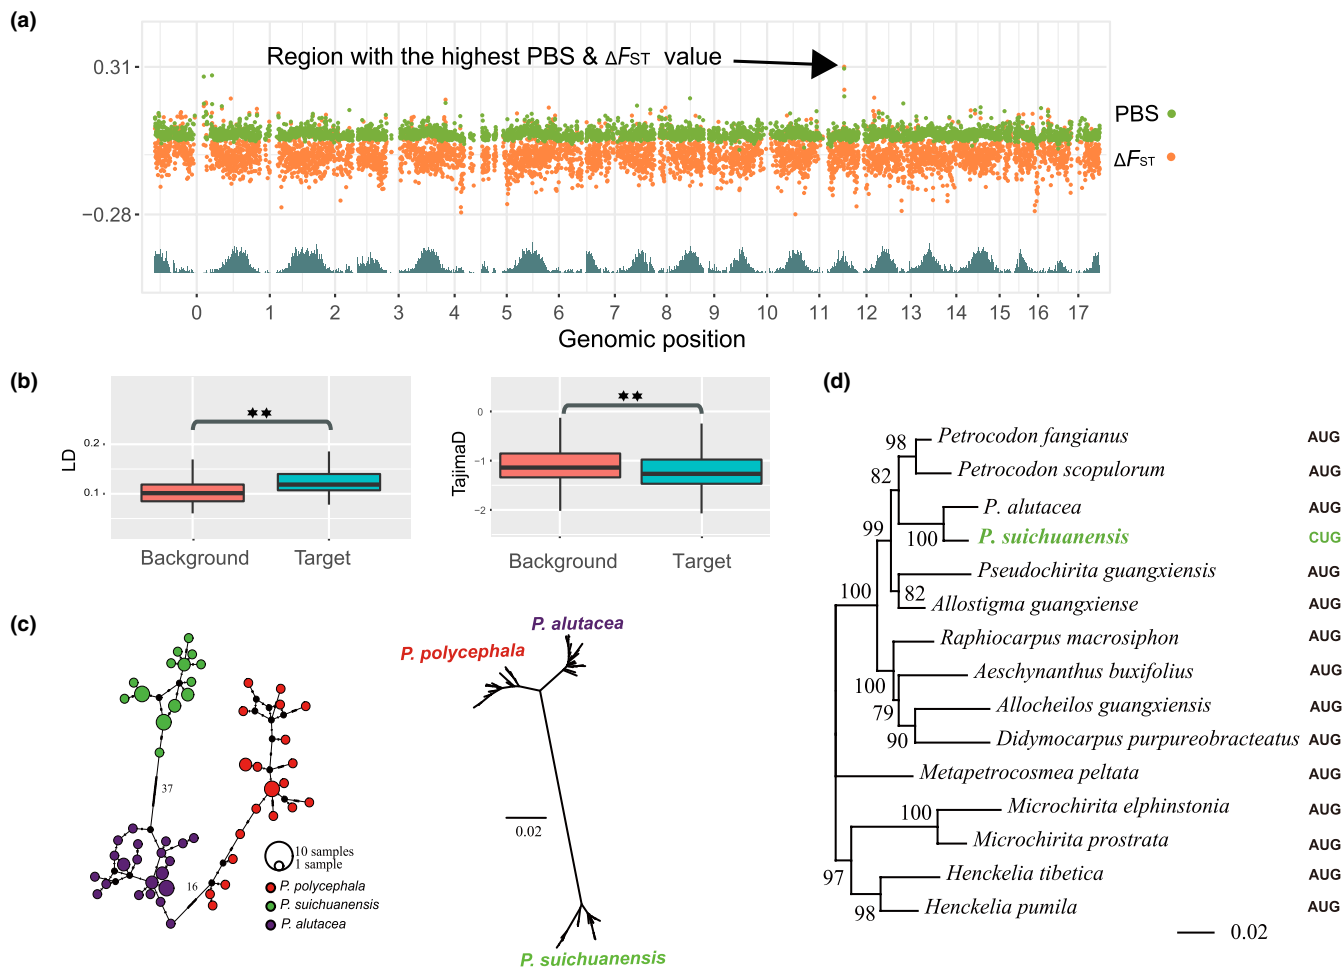 (a)
Region with the highest PBS & ΔFST value
0.31
−0.28
PBS
ΔFST
0 1 2 3 4 5 6 7 8 9 10 11 12 13 14 15 16 17
Genomic position
(b)
LD
0.2
0.1
**
Background Target
TajimaD
0
−1
−2
**
Background Target
(c)
37
16
10 samples
1 sample
P. polycephala
P. suichuanensis
P. alutacea
P. alutacea
P. polycephala
0.02
P. suichuanensis
(d)
98 Petrocodon fangianus AUG
82 Petrocodon scopulorum AUG
P. alutacea AUG
99 100 P. suichuanensis CUG
Pseudochirita guangxiensis AUG
100 82 Allostigma guangxiense AUG
Raphiocarpus macrosiphon AUG
100 Aeschynanthus buxifolius AUG
79 Allocheilos guangxiensis AUG
90 Didymocarpus purpureobracteatus AUG
Metapetrocosmea peltata AUG
100 Microchirita elphinstonia AUG
Microchirita prostrata AUG
97 Henckelia tibetica AUG
98 Henckelia pumila AUG
0.02